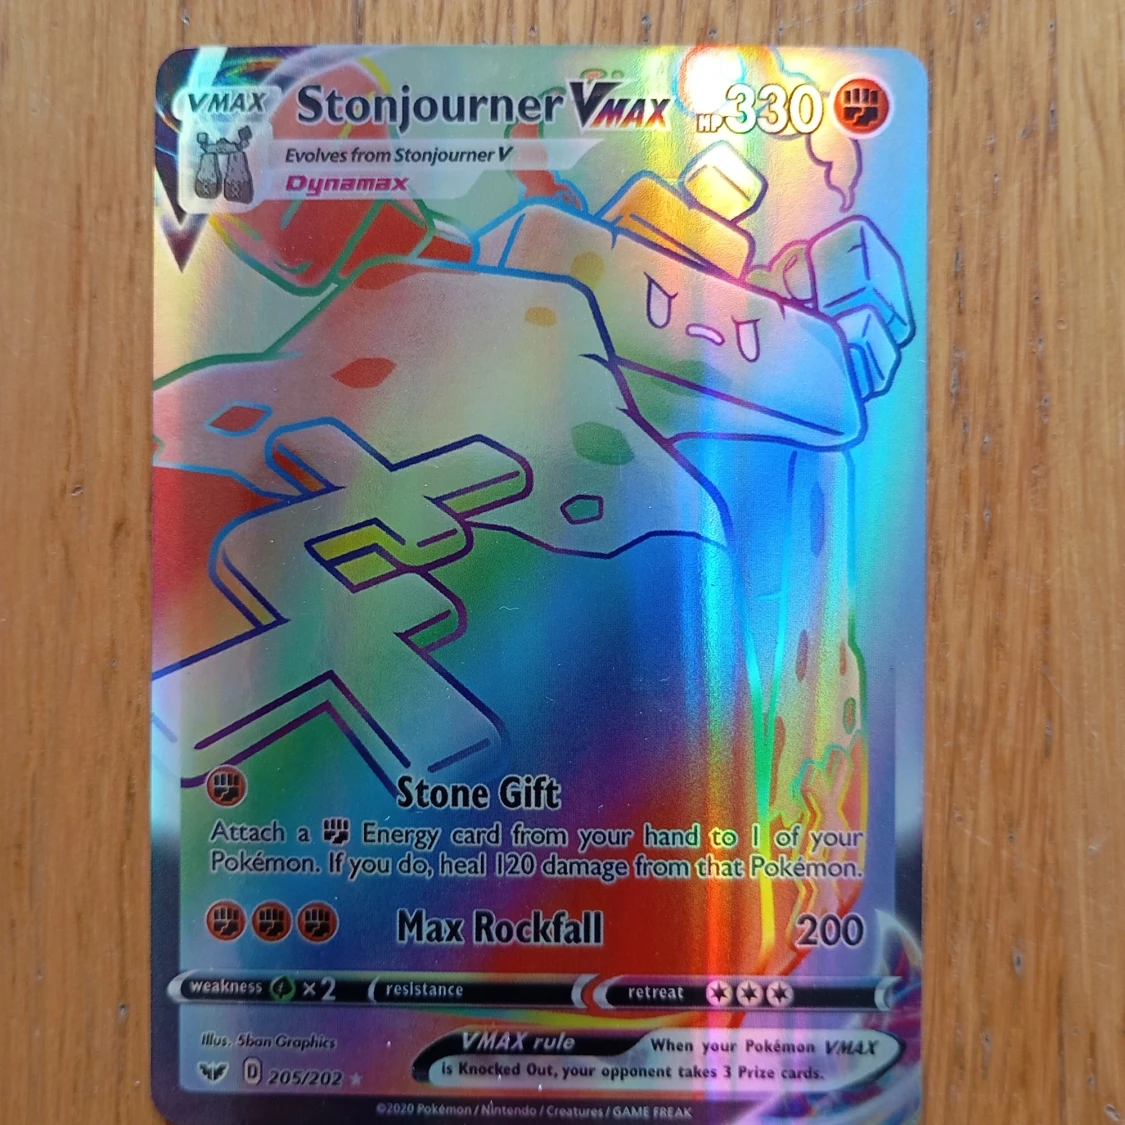 VMAX Stonjourner VMAX HP 330
Evolves from Stonjourner V
Dynamax
Stone Gift
Attach a Energy card from your hand to 1 of your
Pokémon. If you do, heal 120 damage from that Pokémon.
Max Rockfall 200
weakness ×2 resistance retreat
Illus. 5ban Graphics
VMAX rule When your Pokémon VMAX
is Knocked Out, your opponent takes 3 Prize cards.
D 205/202
©2020 Pokémon / Nintendo / Creatures / GAME FREAK